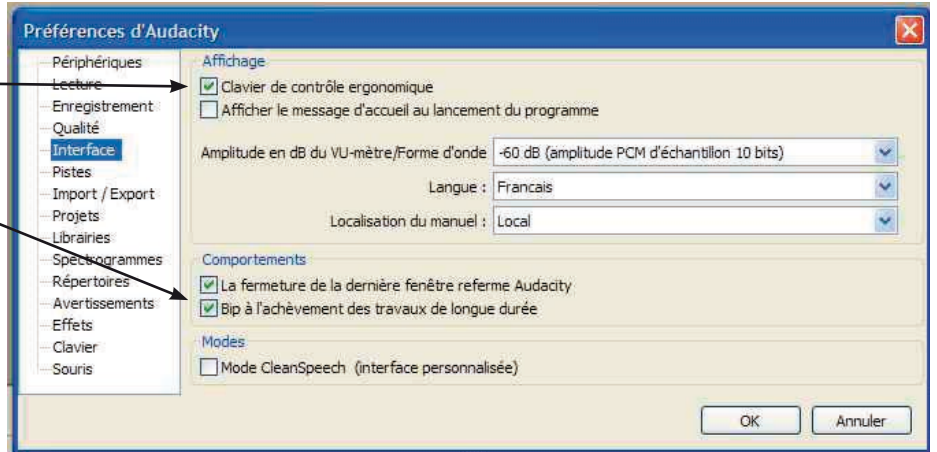 Préférences d'Audacity
Périphériques
Lecture
Enregistrement
Qualité
Interface
Pistes
Import / Export
Projets
Librairies
Spectrogrammes
Répertoires
Avertissements
Effets
Clavier
Souris
Affichage
Clavier de contrôle ergonomique
Afficher le message d'accueil au lancement du programme
Amplitude en dB du VU-mètre/Forme d'onde -60 dB (amplitude PCM d'échantillon 10 bits)
Langue : Francais
Localisation du manuel : Local
Comportements
La fermeture de la dernière fenêtre referme Audacity
Bip à l'achèvement des travaux de longue durée
Modes
Mode CleanSpeech (interface personnalisée)
OK Annuler